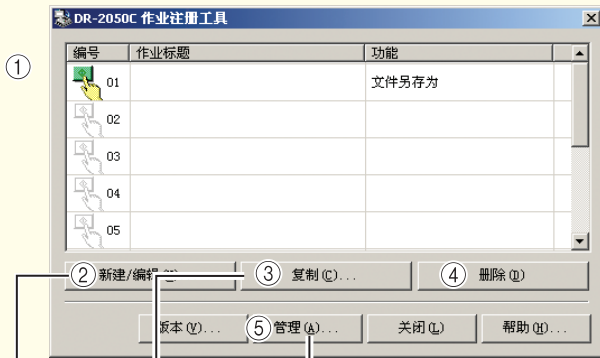 DR-2050C 作业注册工具
编号 作业标题 功能
① 01 文件另存为
02
03
04
05
② 新建/编辑 ③ 复制(C)... ④ 删除(D)
版本(V)... ⑤ 管理(A)... 关闭(L) 帮助(H)...